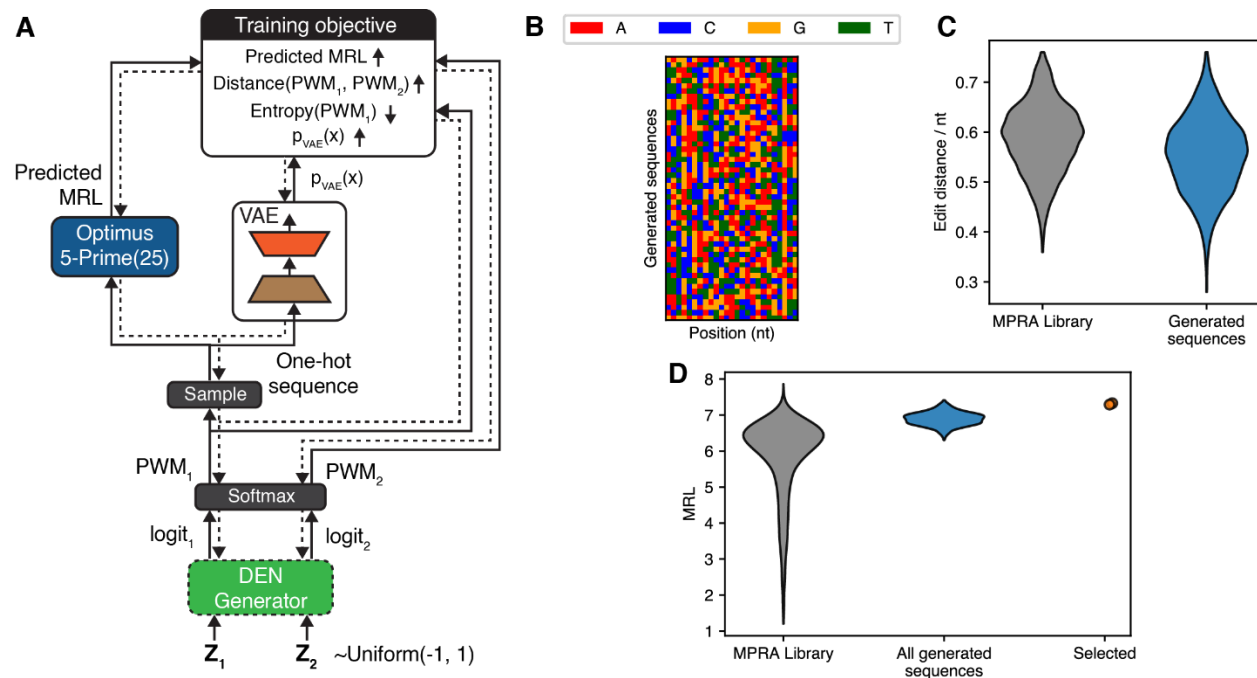 A
Training objective
Predicted MRL ↑
Distance(PWM₁, PWM₂) ↑
Entropy(PWM₁) ↓
p_VAE(x) ↑
Predicted
MRL
p_VAE(x)
VAE
Optimus
5-Prime(25)
One-hot
sequence
Sample
PWM₁
PWM₂
Softmax
logit₁
logit₂
DEN
Generator
Z₁
Z₂ ~Uniform(-1, 1)
B
A C G T
Generated sequences
Position (nt)
C
Edit distance / nt
0.7
0.6
0.5
0.4
0.3
MPRA Library
Generated
sequences
D
MRL
8
7
6
5
4
3
2
1
MPRA Library
All generated
sequences
Selected